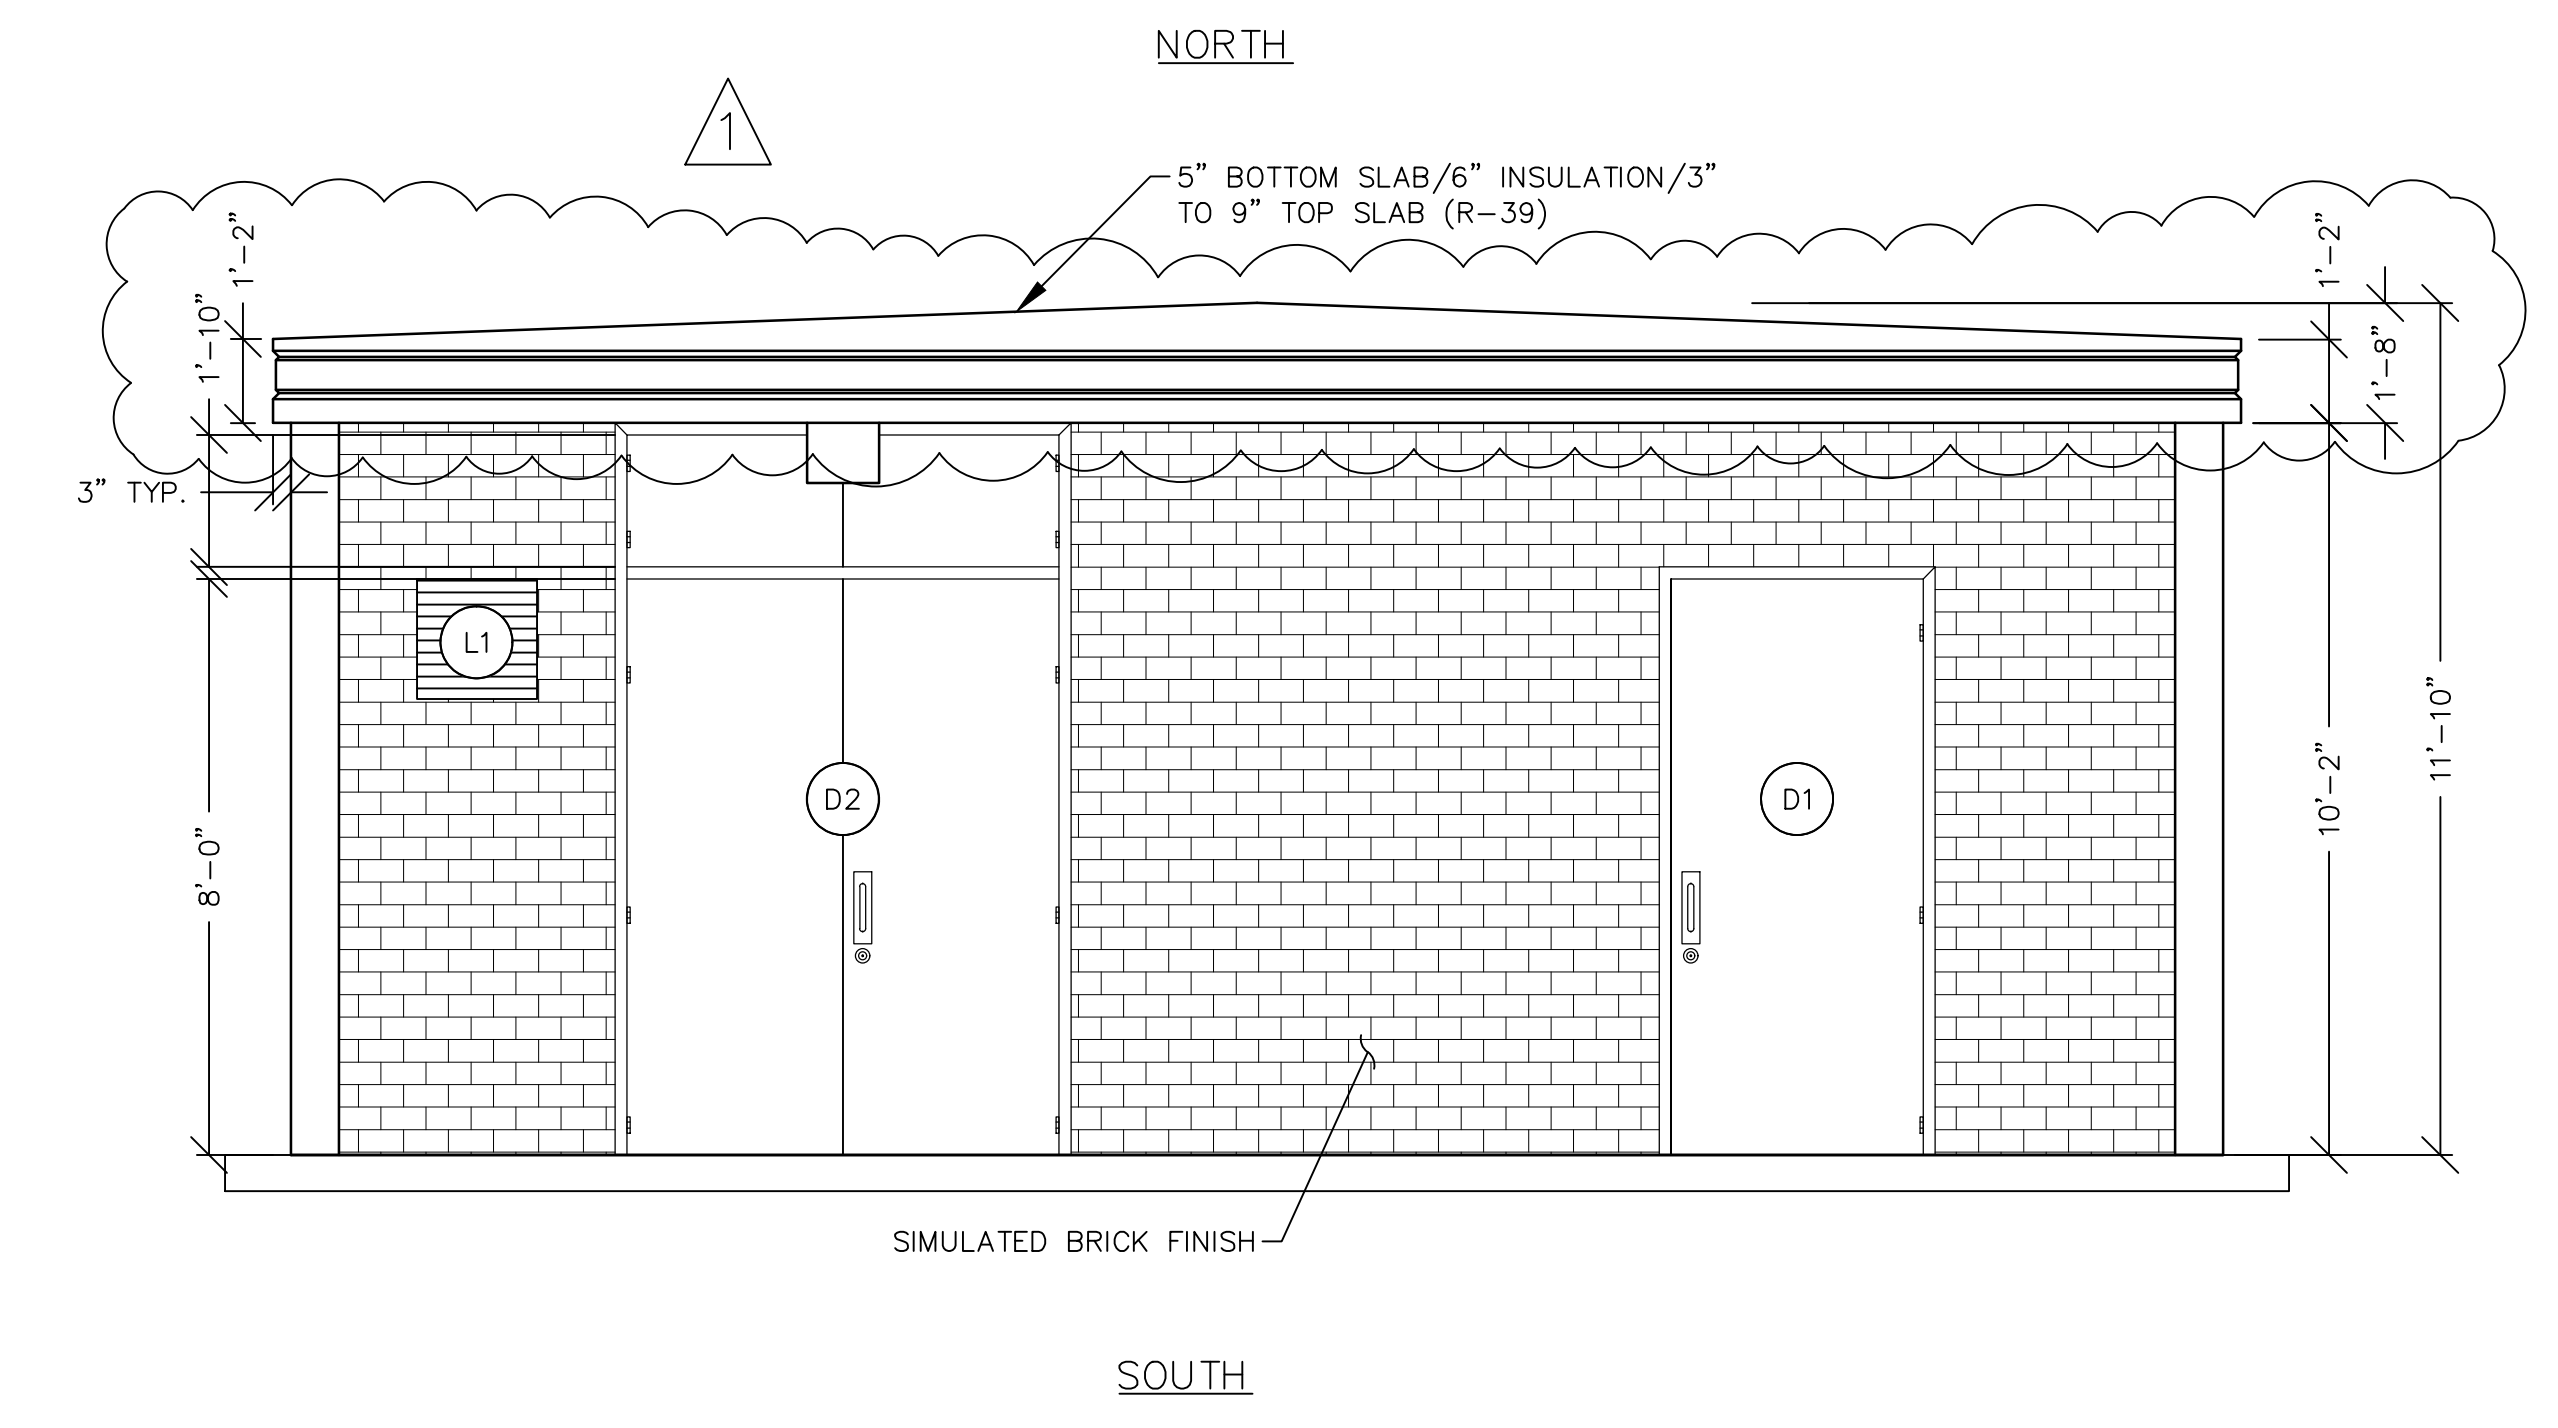 NORTH
1
5” BOTTOM SLAB/6” INSULATION/3”
TO 9” TOP SLAB (R-39)
1'-2”
1'-10”
3” TYP.
8'-0”
L1
D2
D1
1'-2”
1'-8”
10'-2”
11'-10”
SIMULATED BRICK FINISH
SOUTH